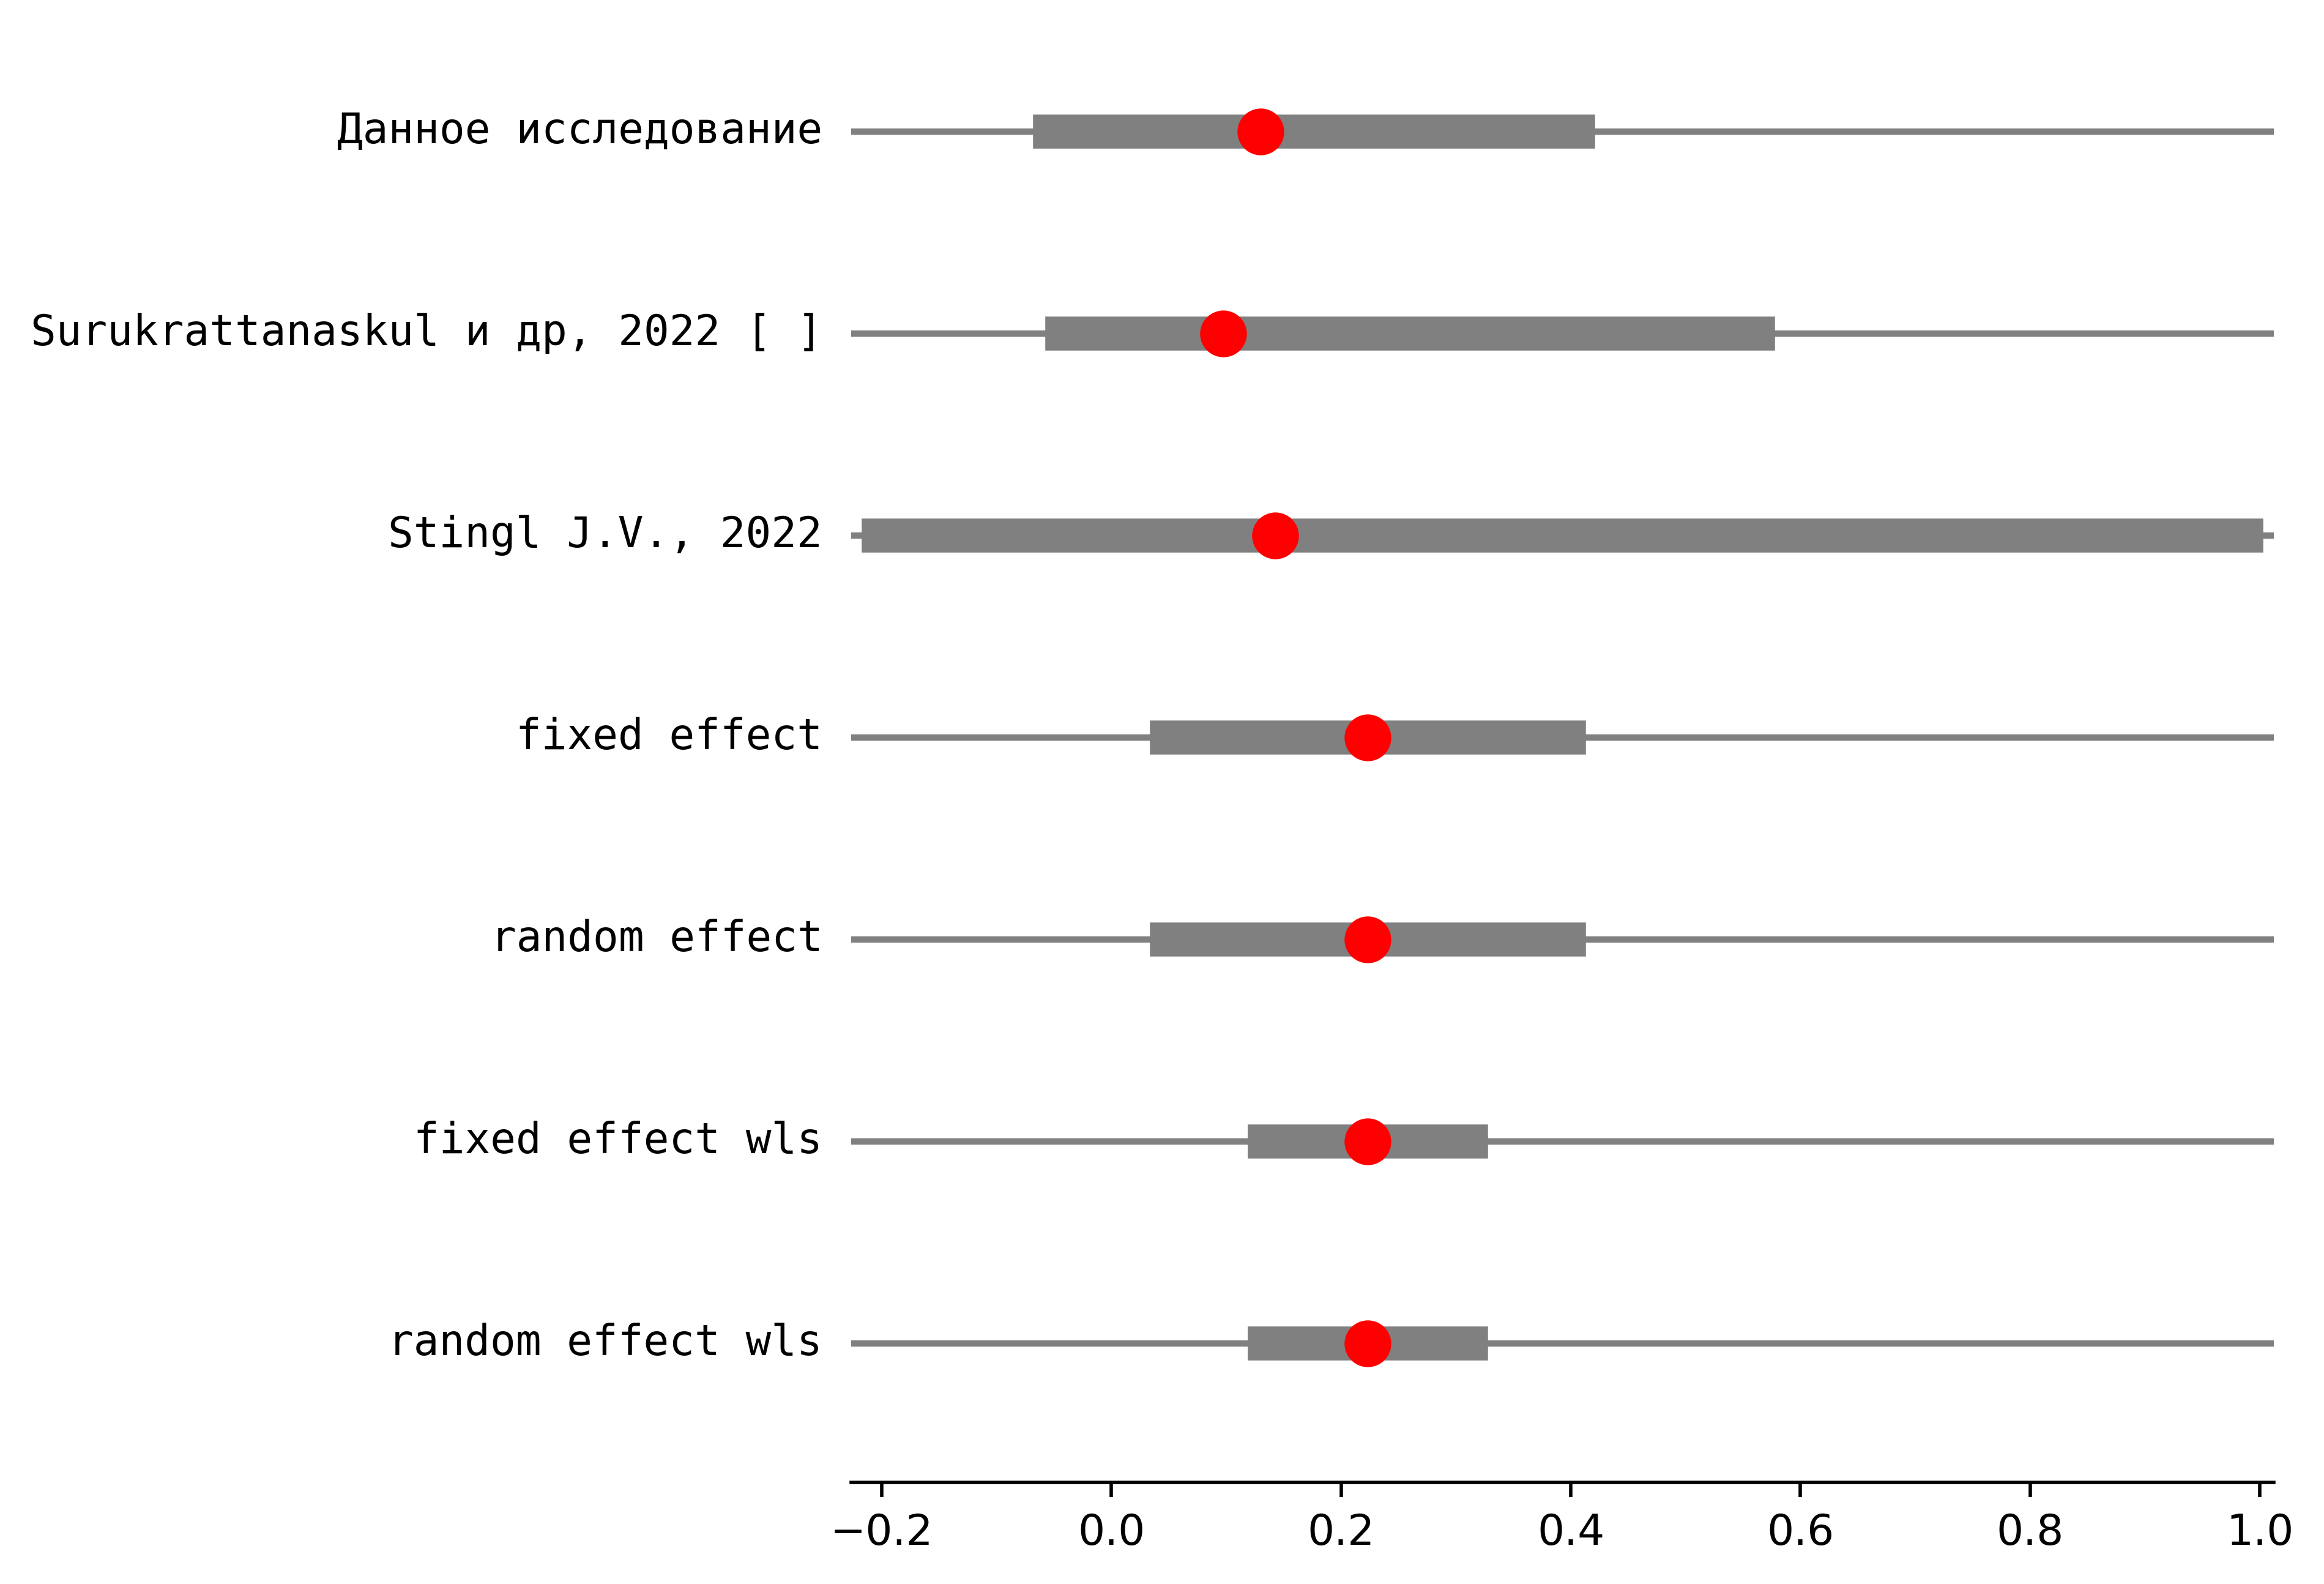 Данное исследование
Surukrattanaskul и др, 2022 [ ]
Stingl J.V., 2022
fixed effect
random effect
fixed effect wls
random effect wls
−0.2 0.0 0.2 0.4 0.6 0.8 1.0